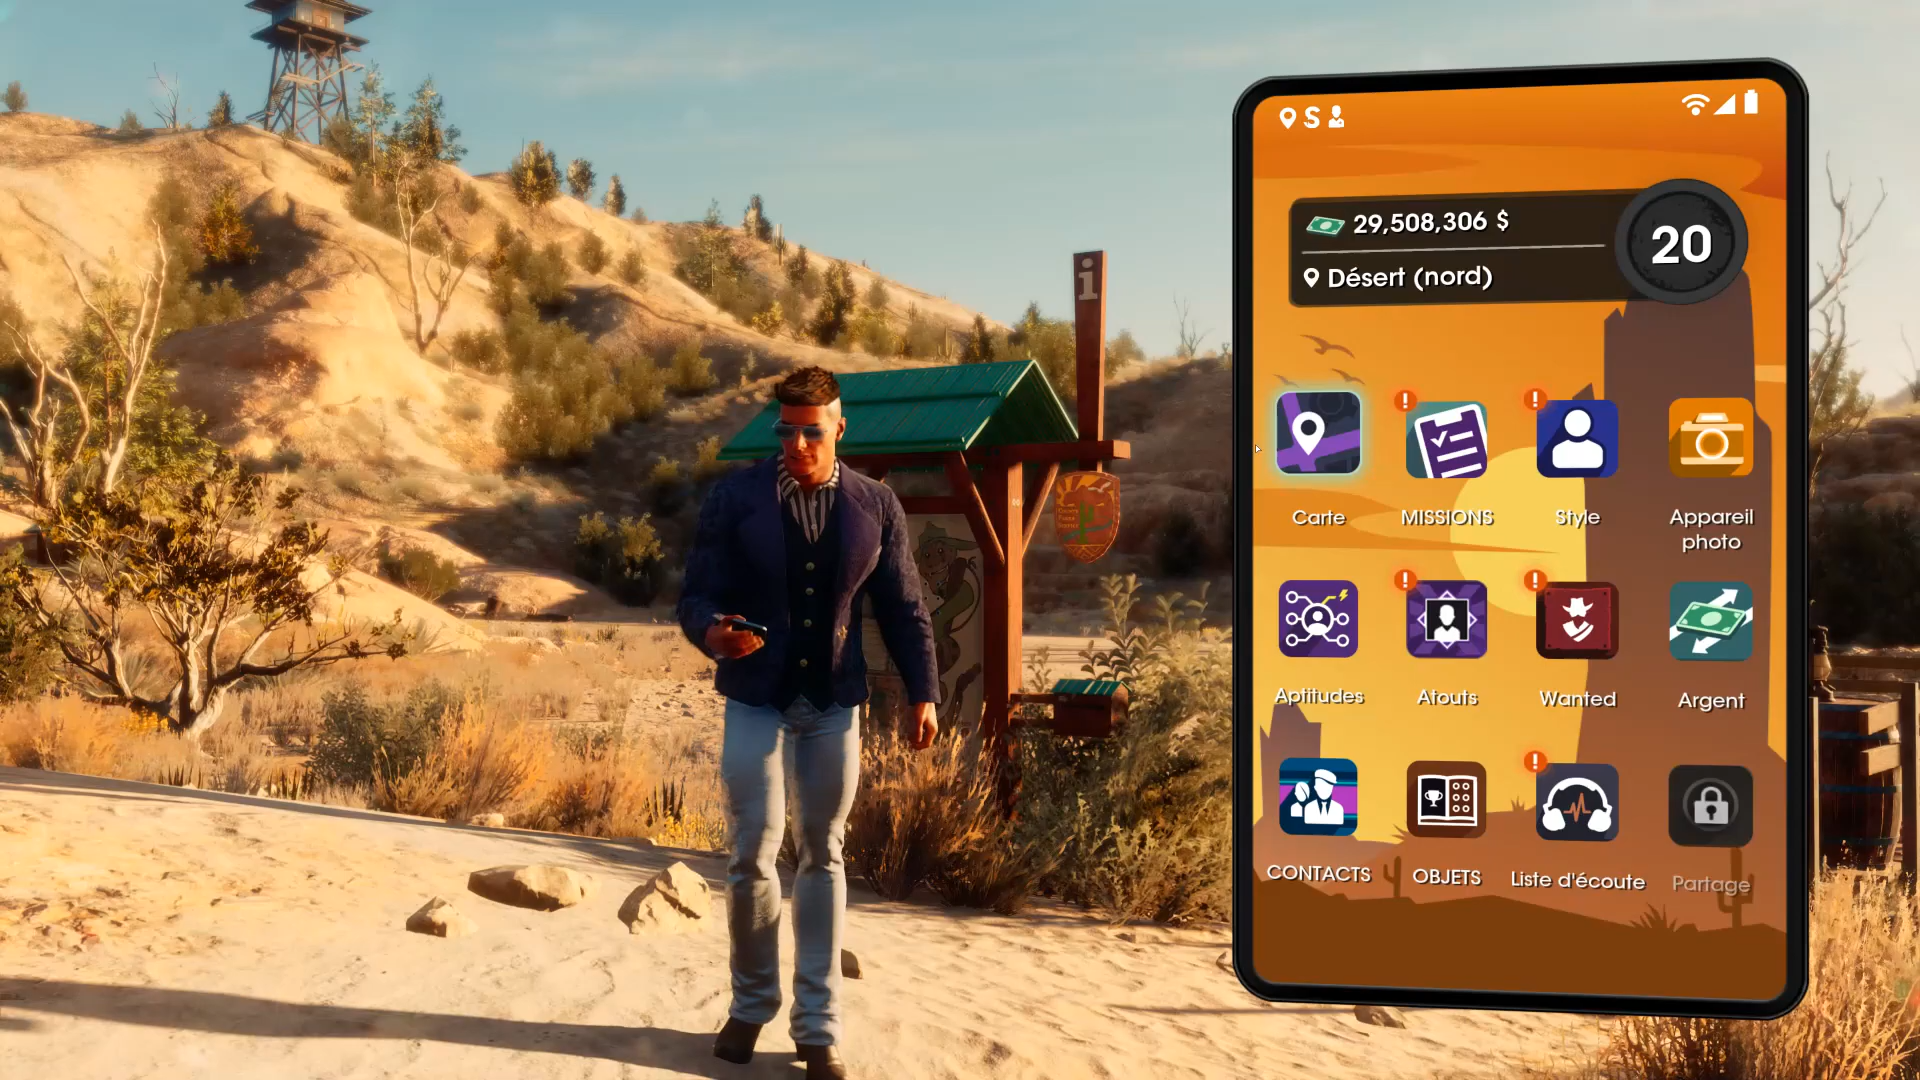 i
S
29,508,306 $
20
Désert (nord)
!
!
Carte
MISSIONS
Style
Appareil
photo
!
!
Aptitudes
Atouts
Wanted
Argent
!
CONTACTS
OBJETS
Liste d'écoute
Partage